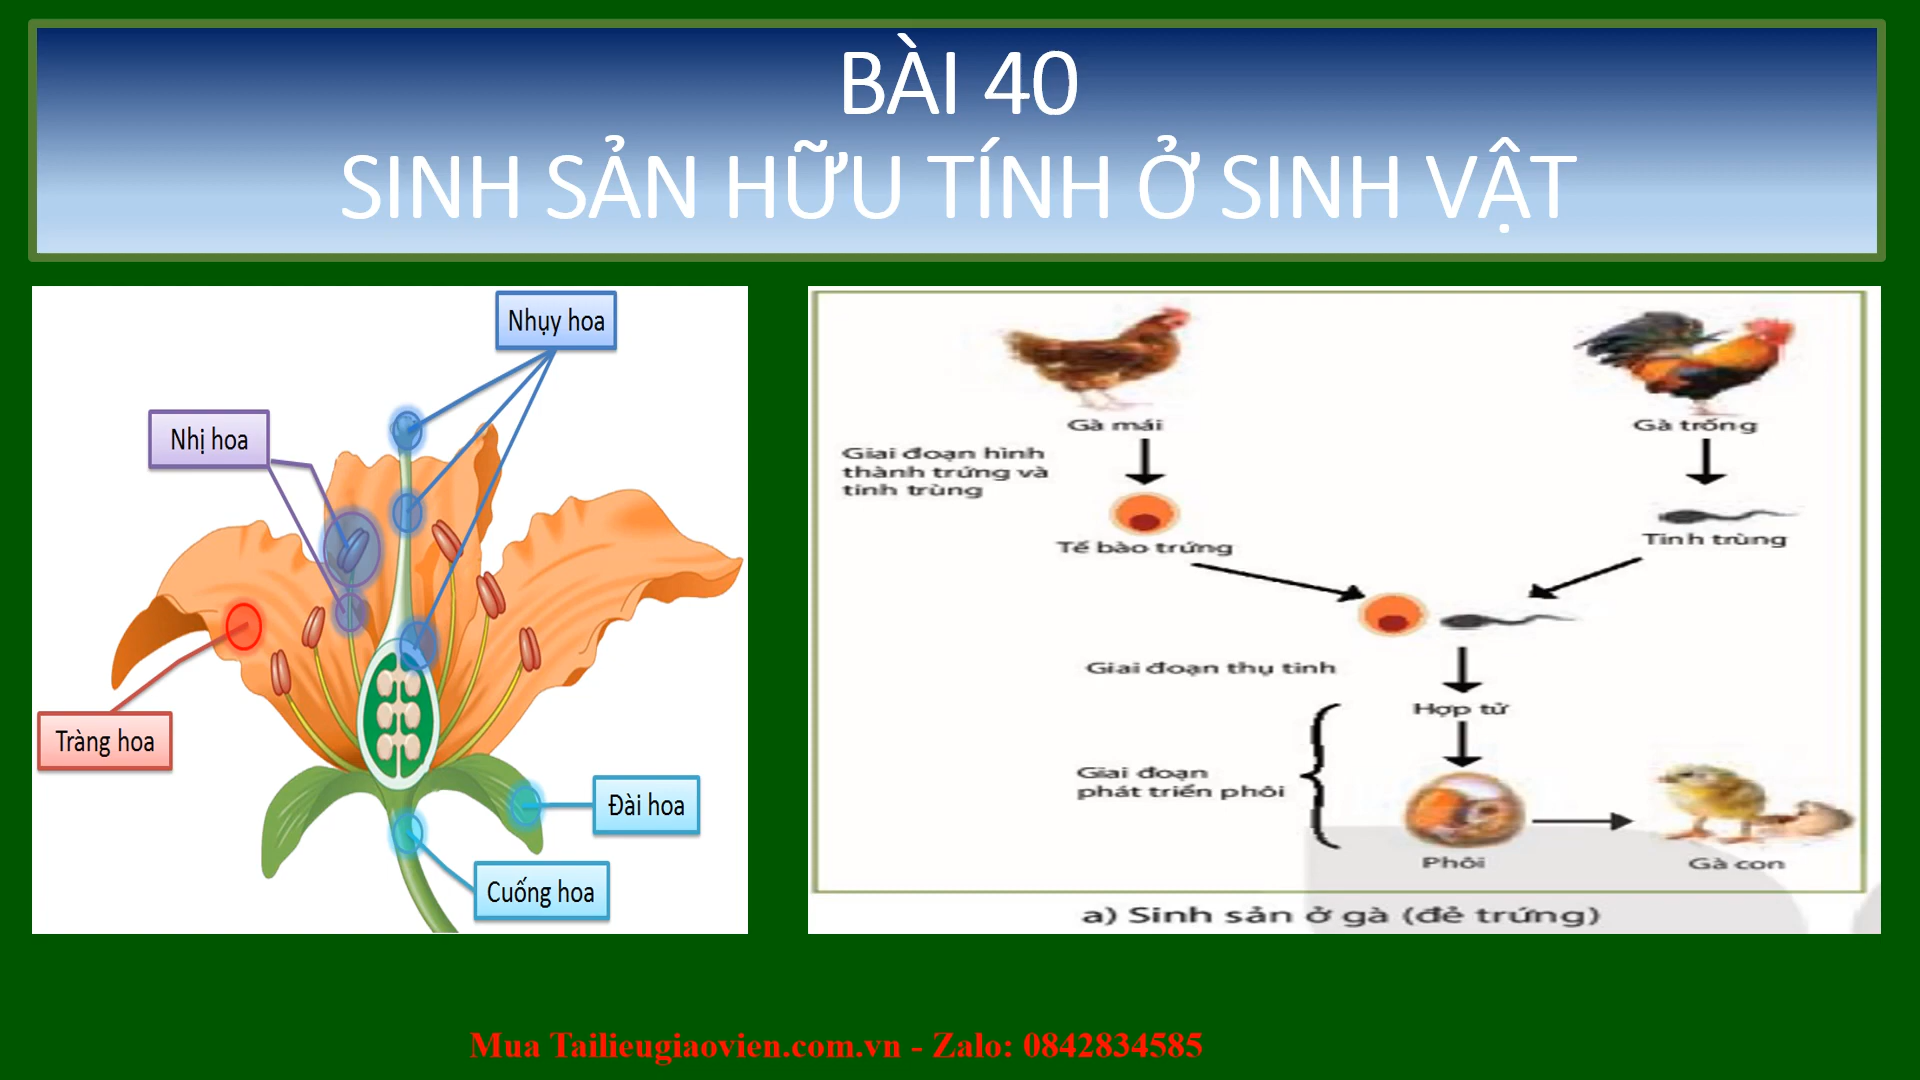 BÀI 40
SINH SẢN HỮU TÍNH Ở SINH VẬT
Nhụy hoa
Nhị hoa
Tràng hoa
Đài hoa
Cuống hoa
Gà mái
Gà trống
Giai đoạn hình
thành trứng và
tinh trùng
Tế bào trứng
Tinh trùng
Giai đoạn thụ tinh
Hợp tử
Giai đoạn
phát triển phôi
Phôi
Gà con
a) Sinh sản ở gà (đẻ trứng)
Mua Tailieugiaovien.com.vn - Zalo: 0842834585